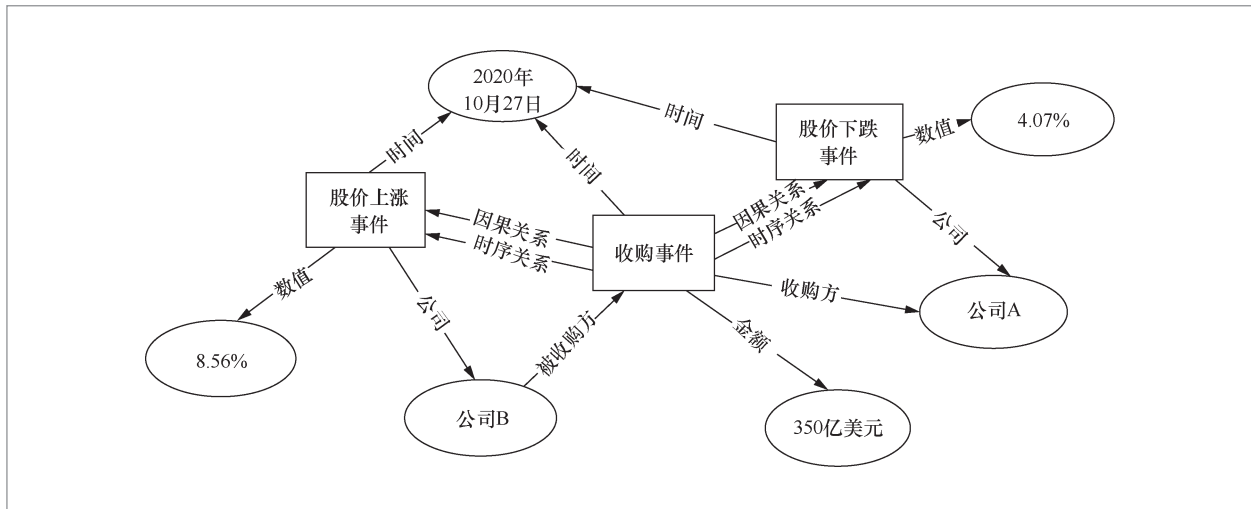 2020年
10月27日
时间
股价下跌
事件
数值
4.07%
时间
时间
股价上涨
事件
因果关系
时序关系
因果关系
时序关系
收购事件
公司
数值
公司
收购方
公司A
8.56%
被收购方
金额
公司B
350亿美元